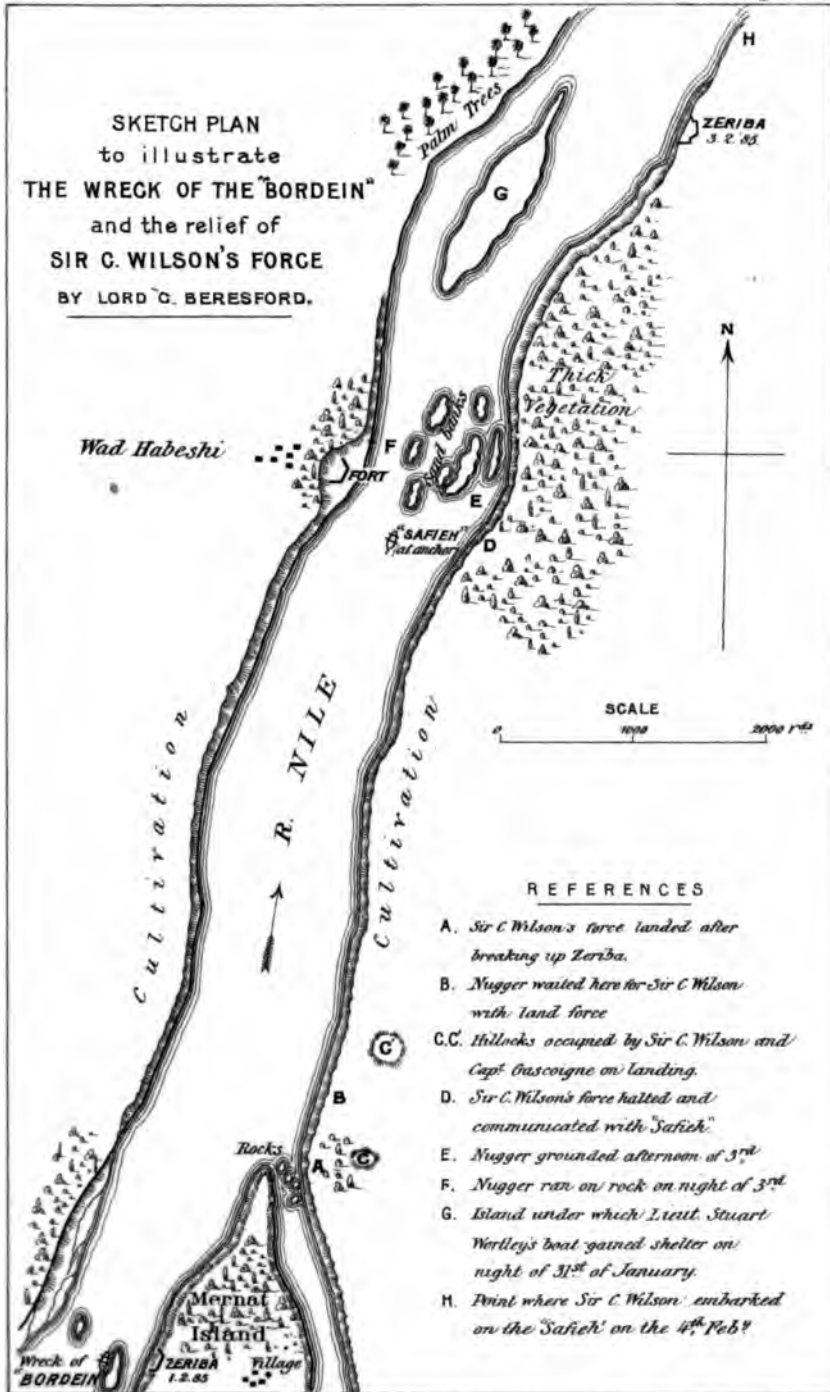 SKETCH PLAN
to illustrate
THE WRECK OF THE "BORDEIN"
and the relief of
SIR C. WILSON'S FORCE
BY LORD C. BERESFORD.
Palm Trees
H
ZERIBA
3.2.85
G
N
Thick
Vegetation
Sand banks
Wad Habeshi
F
FORT
E
"SAFIEH"
at anchor
D
SCALE
0 1000 2000 Yds
R. NILE
Cultivation
Cultivation
REFERENCES
A. Sir C. Wilson's force landed after
breaking up Zeriba.
B. Nugger waited here for Sir C Wilson
with land force
C.C'. Hillocks occupied by Sir C. Wilson and
Capt. Gascoigne on landing.
D. Sir C. Wilson's force halted and
communicated with "Safieh".
E. Nugger grounded afternoon of 3rd.
F. Nugger ran on rock on night of 3rd.
G. Island under which Lieut. Stuart
Wortley's boat gained shelter on
night of 31st of January.
H. Point where Sir C. Wilson embarked
on the "Safieh" on the 4th Feby.
C'
B
Rocks
A
C
Mernat
Island
Wreck of
"BORDEIN"
ZERIBA
1.2.85
Village